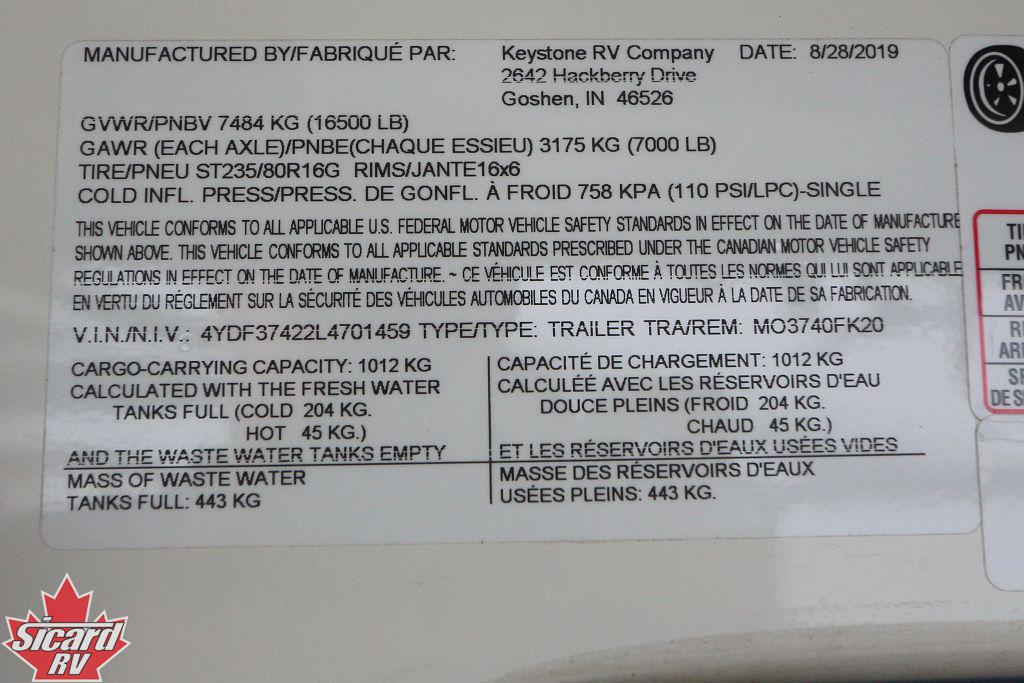 MANUFACTURED BY/FABRIQUÉ PAR: Keystone RV Company DATE: 8/28/2019
2642 Hackberry Drive
Goshen, IN 46526
GVWR/PNBV 7484 KG (16500 LB)
GAWR (EACH AXLE)/PNBE(CHAQUE ESSIEU) 3175 KG (7000 LB)
TIRE/PNEU ST235/80R16G RIMS/JANTE16x6
COLD INFL. PRESS/PRESS. DE GONFL. À FROID 758 KPA (110 PSI/LPC)-SINGLE
THIS VEHICLE CONFORMS TO ALL APPLICABLE U.S. FEDERAL MOTOR VEHICLE SAFETY STANDARDS IN EFFECT ON THE DATE OF MANUFACTURE
SHOWN ABOVE. THIS VEHICLE CONFORMS TO ALL APPLICABLE STANDARDS PRESCRIBED UNDER THE CANADIAN MOTOR VEHICLE SAFETY
REGULATIONS IN EFFECT ON THE DATE OF MANUFACTURE. ~ CE VÉHICULE EST CONFORME À TOUTES LES NORMES QUI LUI SONT APPLICABLE
EN VERTU DU RÉGLEMENT SUR LA SÉCURITÉ DES VÉHICULES AUTOMOBILES DU CANADA EN VIGUEUR À LA DATE DE SA FABRICATION.
V.I.N./N.I.V.: 4YDF37422L4701459 TYPE/TYPE: TRAILER TRA/REM: MO3740FK20
CARGO-CARRYING CAPACITY: 1012 KG
CALCULATED WITH THE FRESH WATER
TANKS FULL (COLD 204 KG.
HOT 45 KG.)
AND THE WASTE WATER TANKS EMPTY
MASS OF WASTE WATER
TANKS FULL: 443 KG
CAPACITÉ DE CHARGEMENT: 1012 KG
CALCULÉE AVEC LES RÉSERVOIRS D'EAU
DOUCE PLEINS (FROID 204 KG.
CHAUD 45 KG.)
ET LES RÉSERVOIRS D'EAUX USÉES VIDES
MASSE DES RÉSERVOIRS D'EAUX
USÉES PLEINS: 443 KG.
Sicard
RV